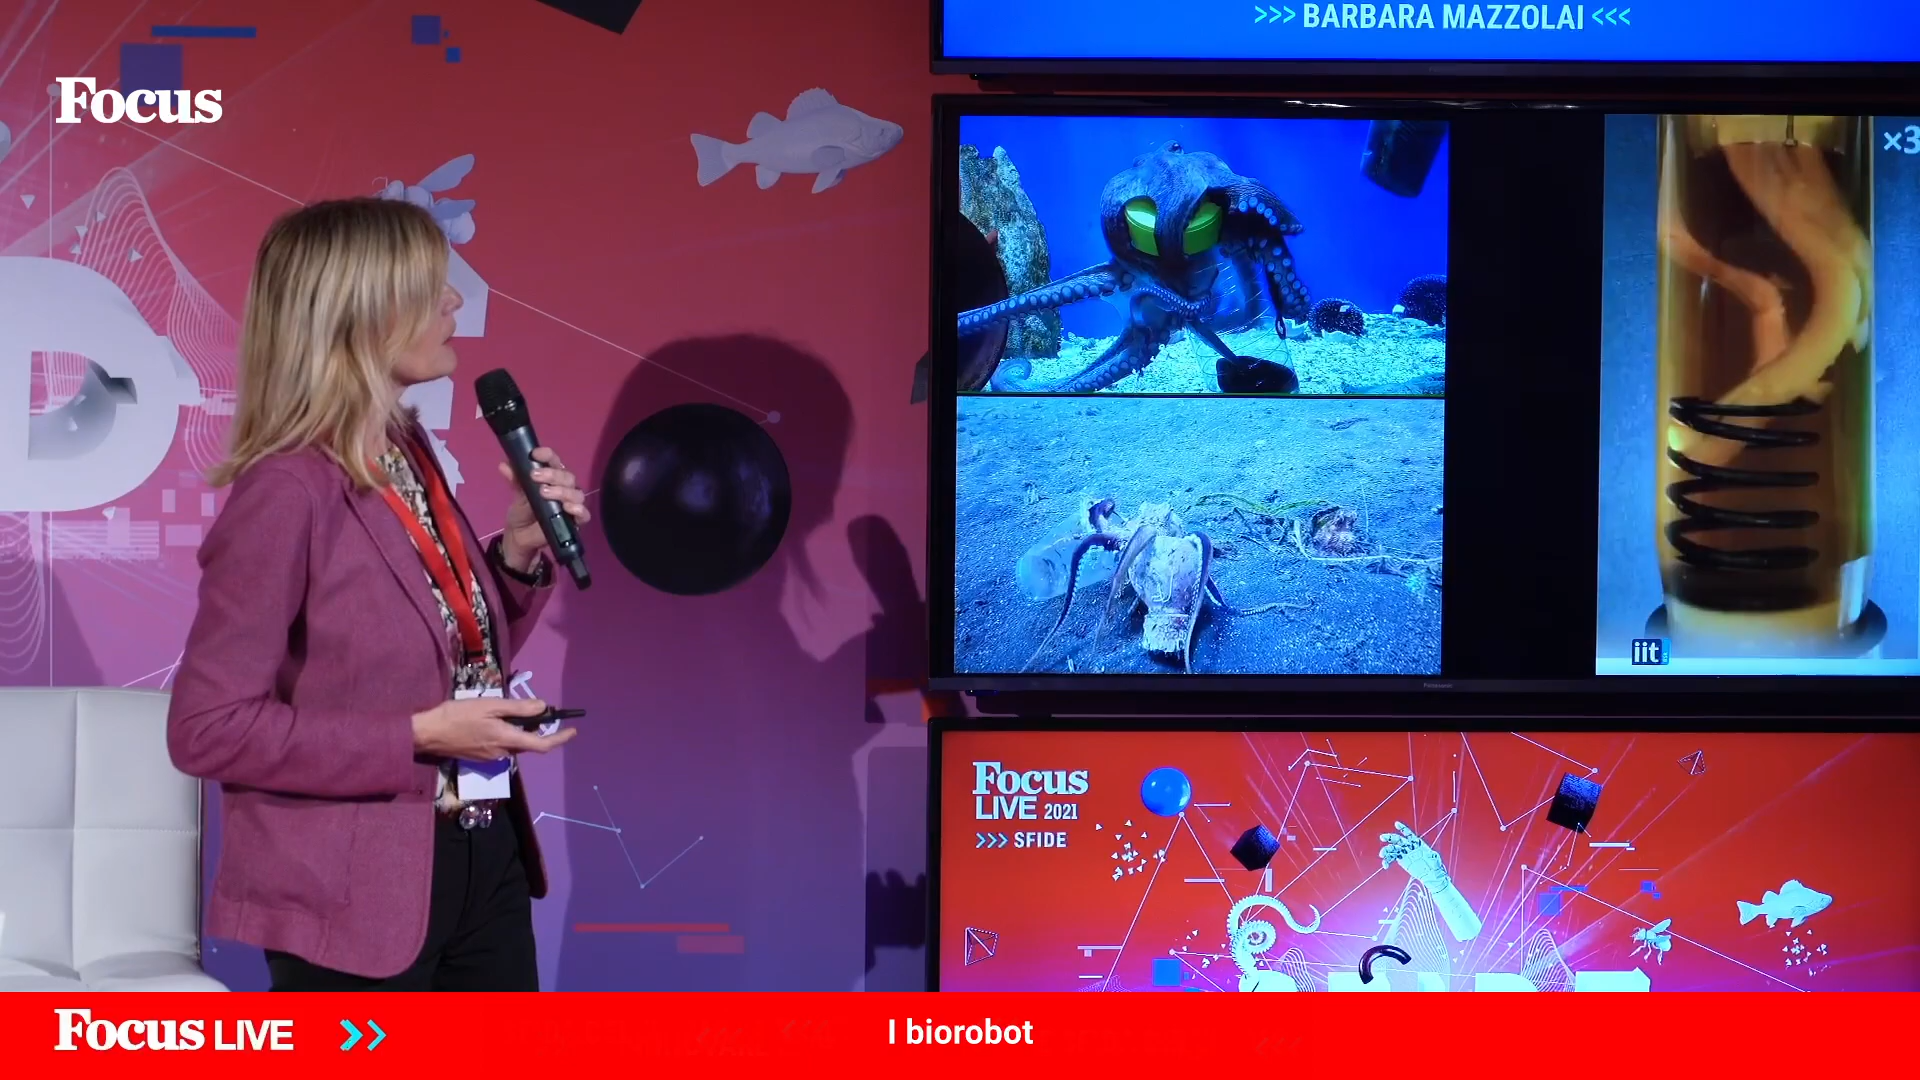 >>> BARBARA MAZZOLAI <<<
Focus
×3
D
iit
Focus
LIVE 2021
>>> SFIDE
Focus LIVE >>
I biorobot